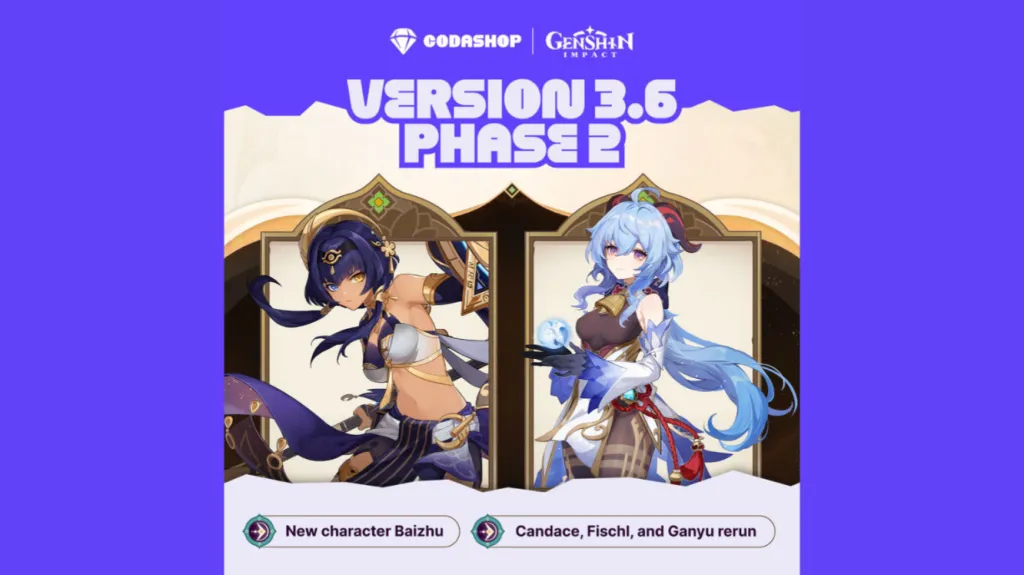 CODASHOP
GENSHIN
IMPACT
VERSION 3.6
PHASE 2
New character Baizhu
Candace, Fischl, and Ganyu rerun